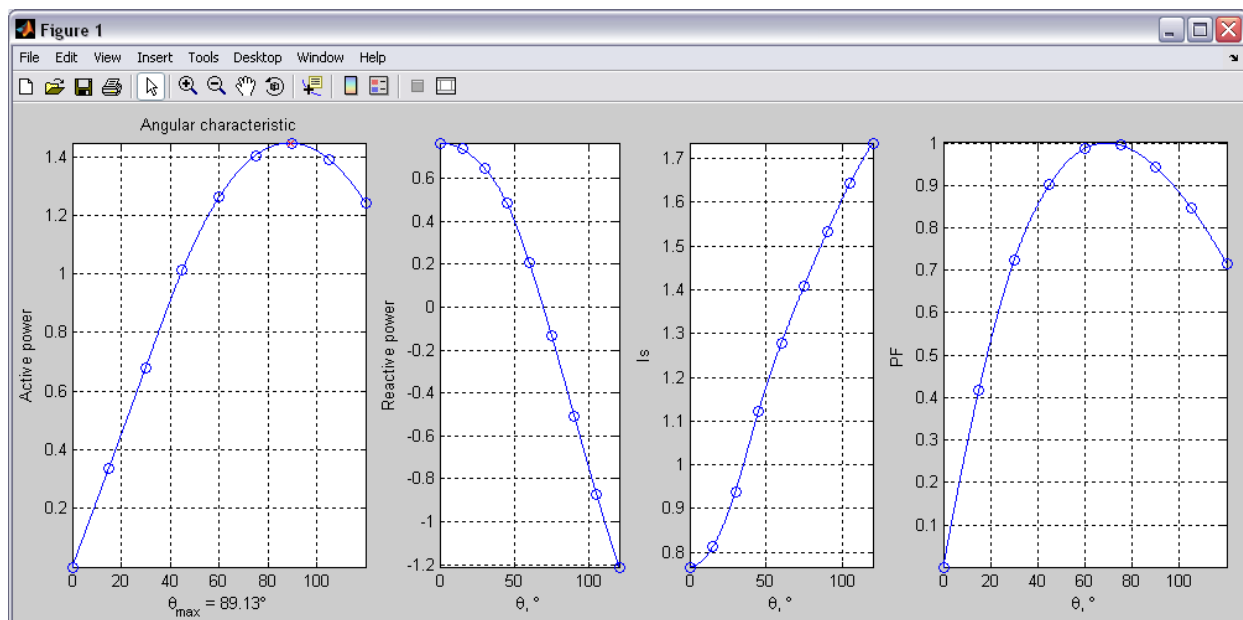 Figure 1
File Edit View Insert Tools Desktop Window Help
Angular characteristic
Active power
1.4
1.2
1
0.8
0.6
0.4
0.2
0 20 40 60 80 100
θmax = 89.13°
Reactive power
0.6
0.4
0.2
0
-0.2
-0.4
-0.6
-0.8
-1
-1.2
0 50 100
θ, °
Is
1.7
1.6
1.5
1.4
1.3
1.2
1.1
1
0.9
0.8
0 50 100
θ, °
PF
1
0.9
0.8
0.7
0.6
0.5
0.4
0.3
0.2
0.1
0 20 40 60 80 100
θ, °